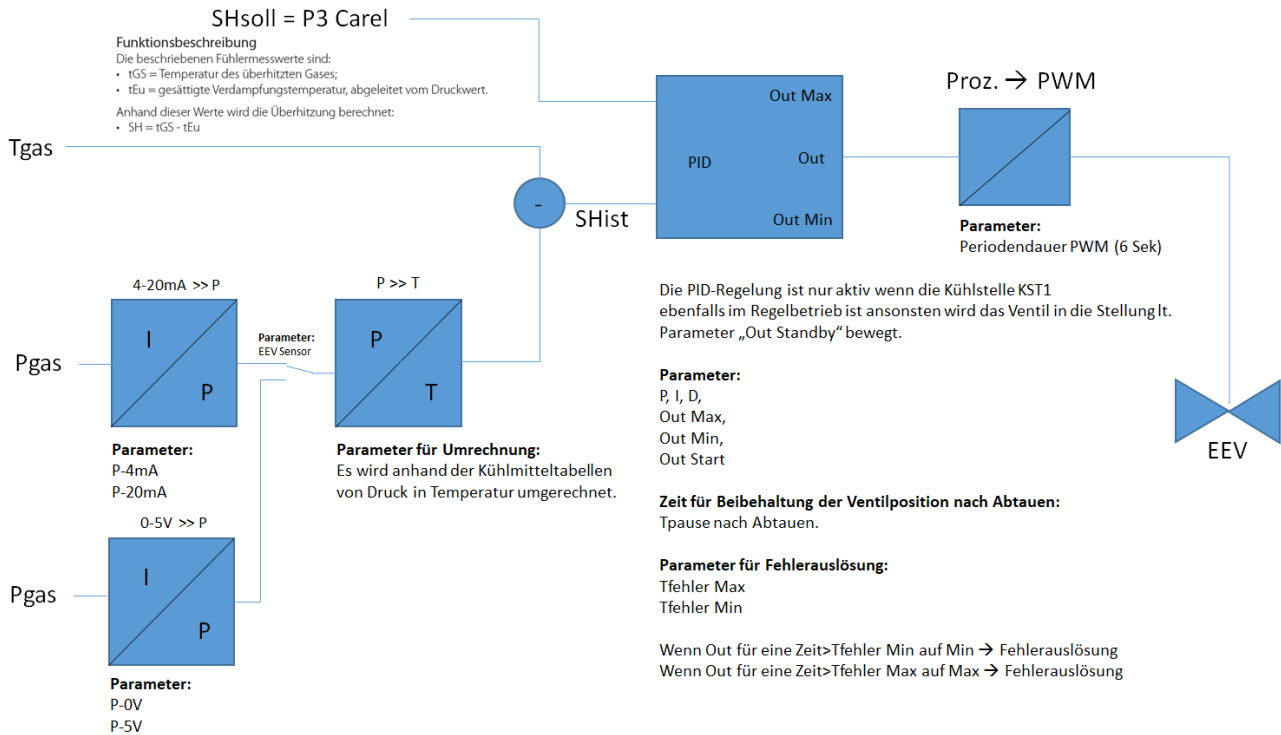 SHsoll = P3 Carel
Funktionsbeschreibung
Die beschriebenen Fühlermesswerte sind:
• tGS = Temperatur des überhitzten Gases;
• tEu = gesättigte Verdampfungstemperatur, abgeleitet vom Druckwert.
Anhand dieser Werte wird die Überhitzung berechnet:
• SH = tGS - tEu
Tgas
-
SHist
PID
Out Max
Out
Out Min
Proz. → PWM
Parameter:
Periodendauer PWM (6 Sek)
EEV
4-20mA >> P
I
P
Pgas
Parameter:
P-4mA
P-20mA
Parameter:
EEV Sensor
P >> T
P
T
Parameter für Umrechnung:
Es wird anhand der Kühlmitteltabellen
von Druck in Temperatur umgerechnet.
0-5V >> P
I
P
Pgas
Parameter:
P-0V
P-5V
Die PID-Regelung ist nur aktiv wenn die Kühlstelle KST1
ebenfalls im Regelbetrieb ist ansonsten wird das Ventil in die Stellung lt.
Parameter „Out Standby“ bewegt.
Parameter:
P, I, D,
Out Max,
Out Min,
Out Start
Zeit für Beibehaltung der Ventilposition nach Abtauen:
Tpause nach Abtauen.
Parameter für Fehlerauslösung:
Tfehler Max
Tfehler Min
Wenn Out für eine Zeit>Tfehler Min auf Min → Fehlerauslösung
Wenn Out für eine Zeit>Tfehler Max auf Max → Fehlerauslösung